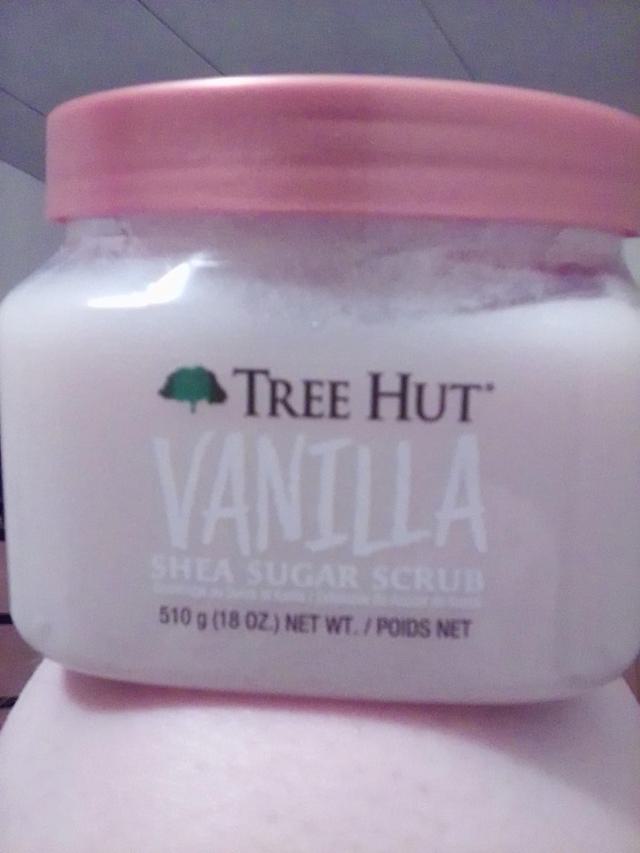 TREE HUT
VANILLA
SHEA SUGAR SCRUB
510 g (18 OZ.) NET WT. / POIDS NET